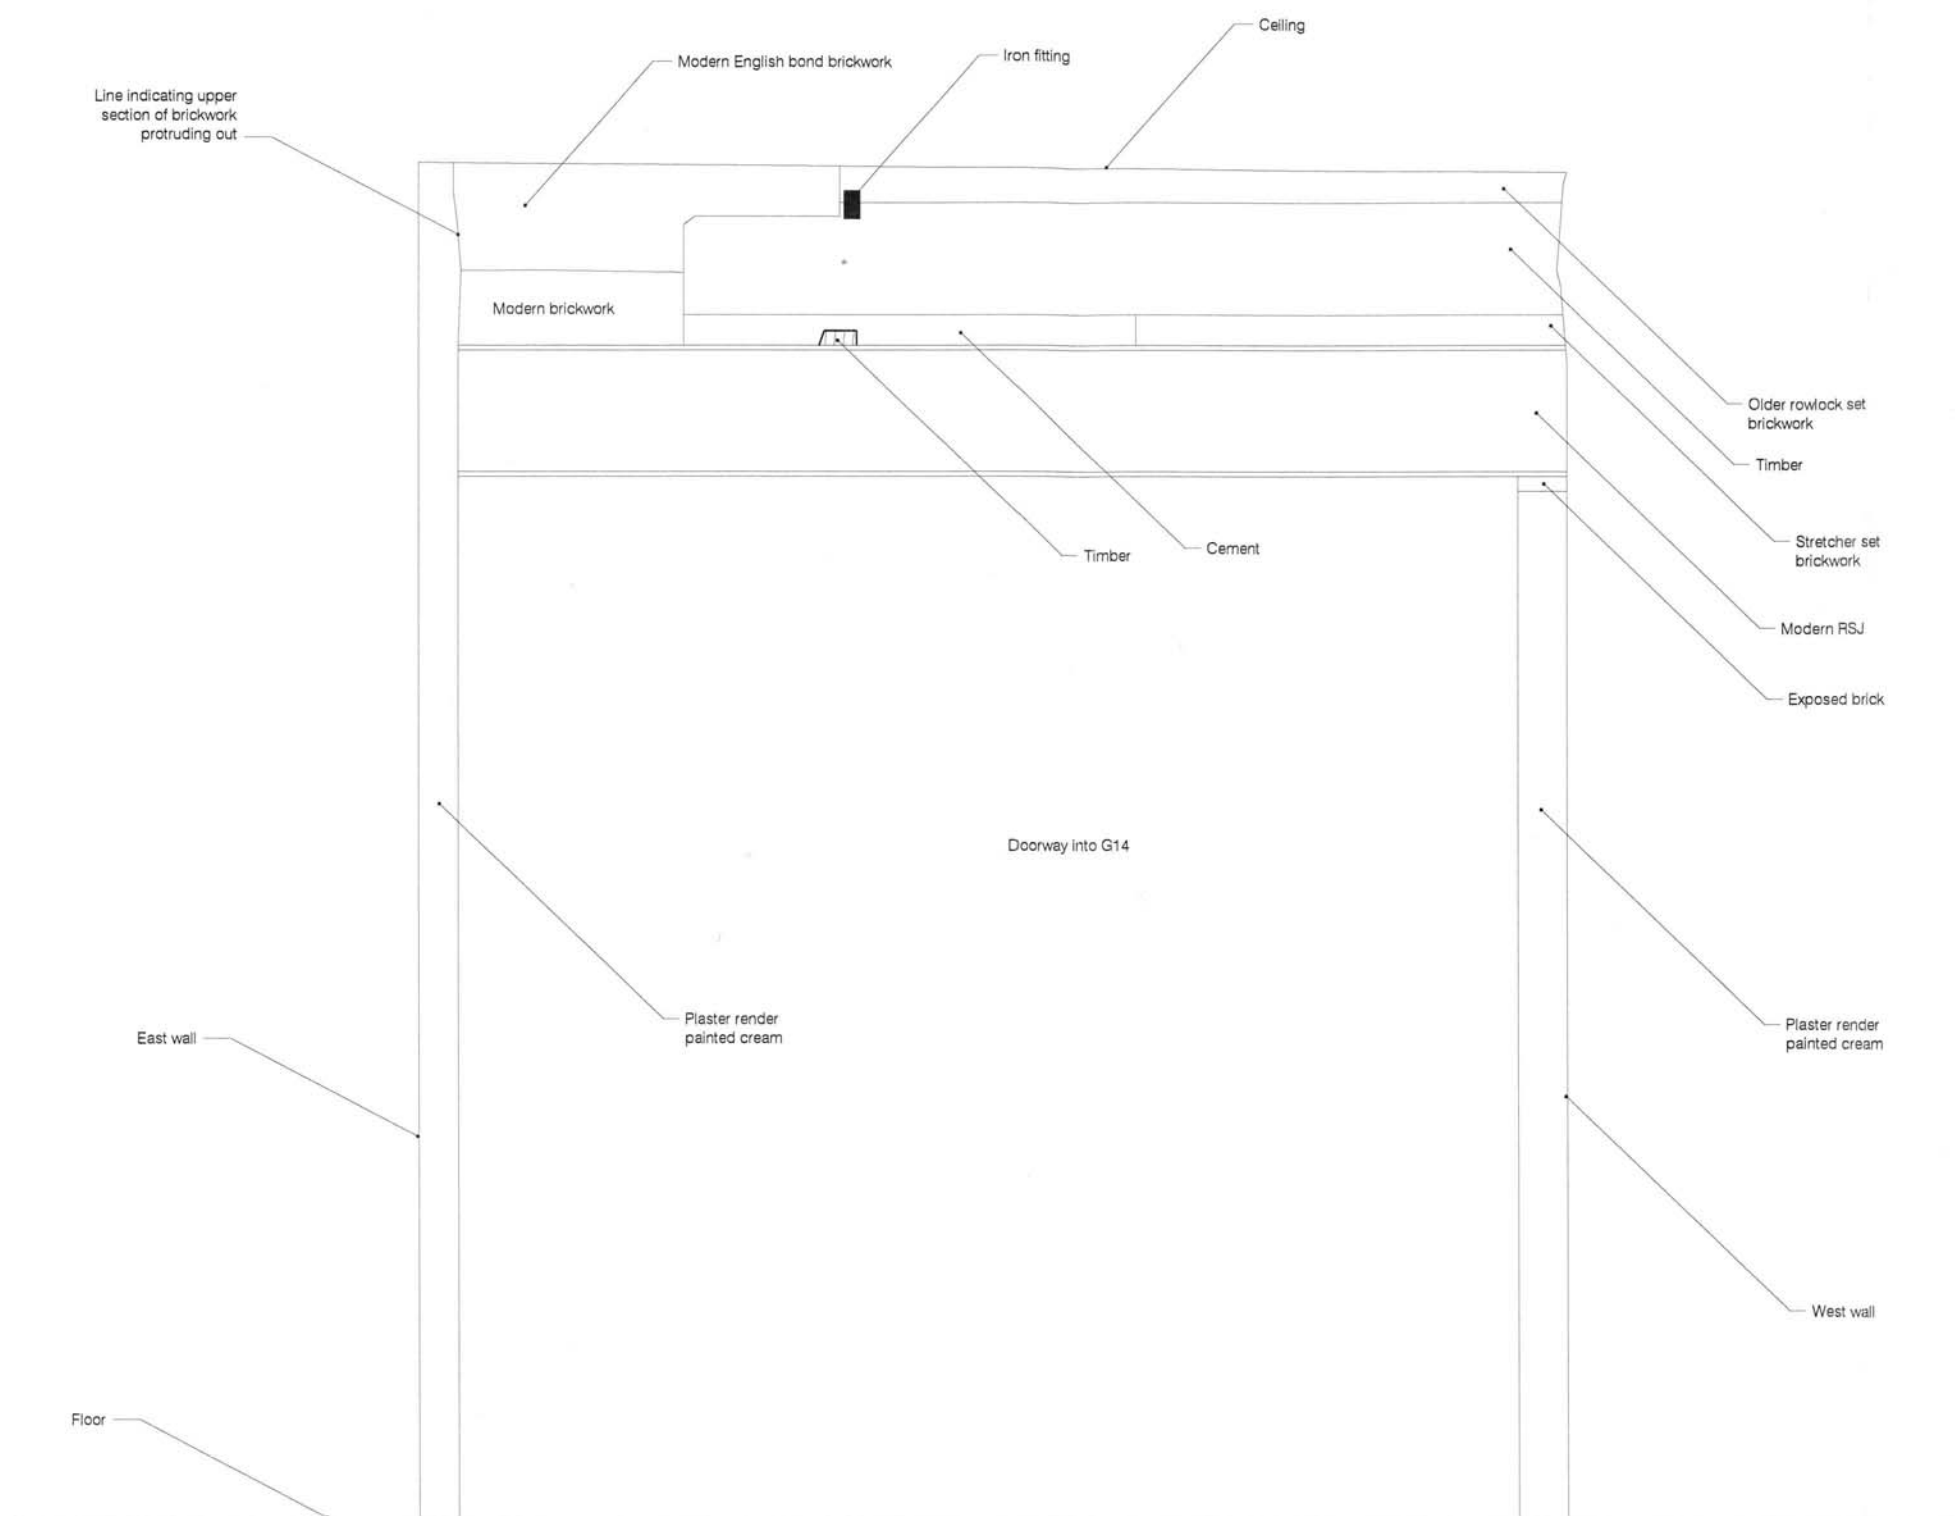 Ceiling
Iron fitting
Modern English bond brickwork
Line indicating upper
section of brickwork
protruding out
Modern brickwork
Older rowlock set
brickwork
Timber
Stretcher set
brickwork
Timber
Cement
Modern RSJ
Exposed brick
Doorway into G14
Plaster render
painted cream
Plaster render
painted cream
East wall
West wall
Floor